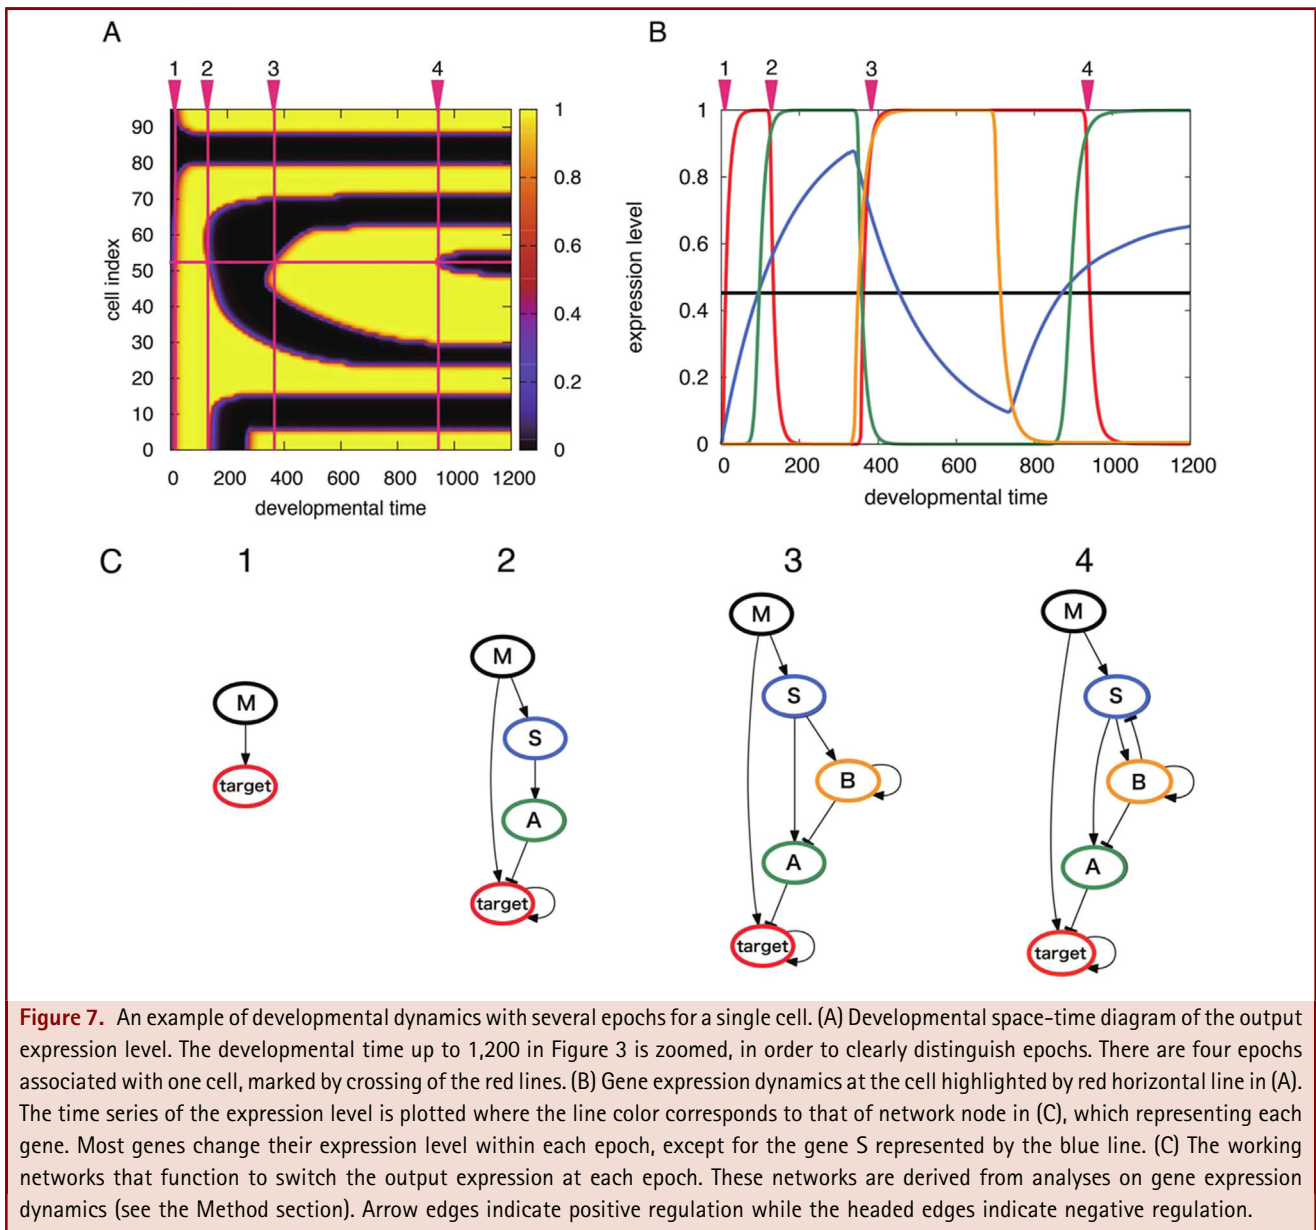 A
1 2 3 4
90
80
70
60
50
40
30
20
10
0
cell index
0 200 400 600 800 1000 1200
developmental time
1
0.8
0.6
0.4
0.2
0
B
1 2 3 4
1
0.8
0.6
0.4
0.2
0
expression level
0 200 400 600 800 1000 1200
developmental time
C
1
M
target
2
M
S
A
target
3
M
S
B
A
target
4
M
S
B
A
target
Figure 7. An example of developmental dynamics with several epochs for a single cell. (A) Developmental space-time diagram of the output
expression level. The developmental time up to 1,200 in Figure 3 is zoomed, in order to clearly distinguish epochs. There are four epochs
associated with one cell, marked by crossing of the red lines. (B) Gene expression dynamics at the cell highlighted by red horizontal line in (A).
The time series of the expression level is plotted where the line color corresponds to that of network node in (C), which representing each
gene. Most genes change their expression level within each epoch, except for the gene S represented by the blue line. (C) The working
networks that function to switch the output expression at each epoch. These networks are derived from analyses on gene expression
dynamics (see the Method section). Arrow edges indicate positive regulation while the headed edges indicate negative regulation.